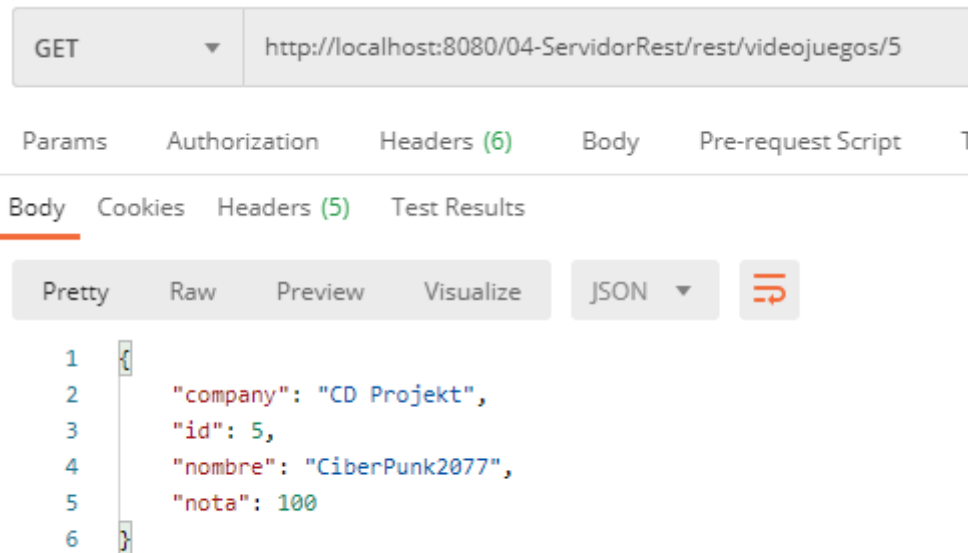 GET http://localhost:8080/04-ServidorRest/rest/videojuegos/5
Params Authorization Headers (6) Body Pre-request Script
Body Cookies Headers (5) Test Results
Pretty Raw Preview Visualize JSON
1 {
2 "company": "CD Projekt",
3 "id": 5,
4 "nombre": "CiberPunk2077",
5 "nota": 100
6 }